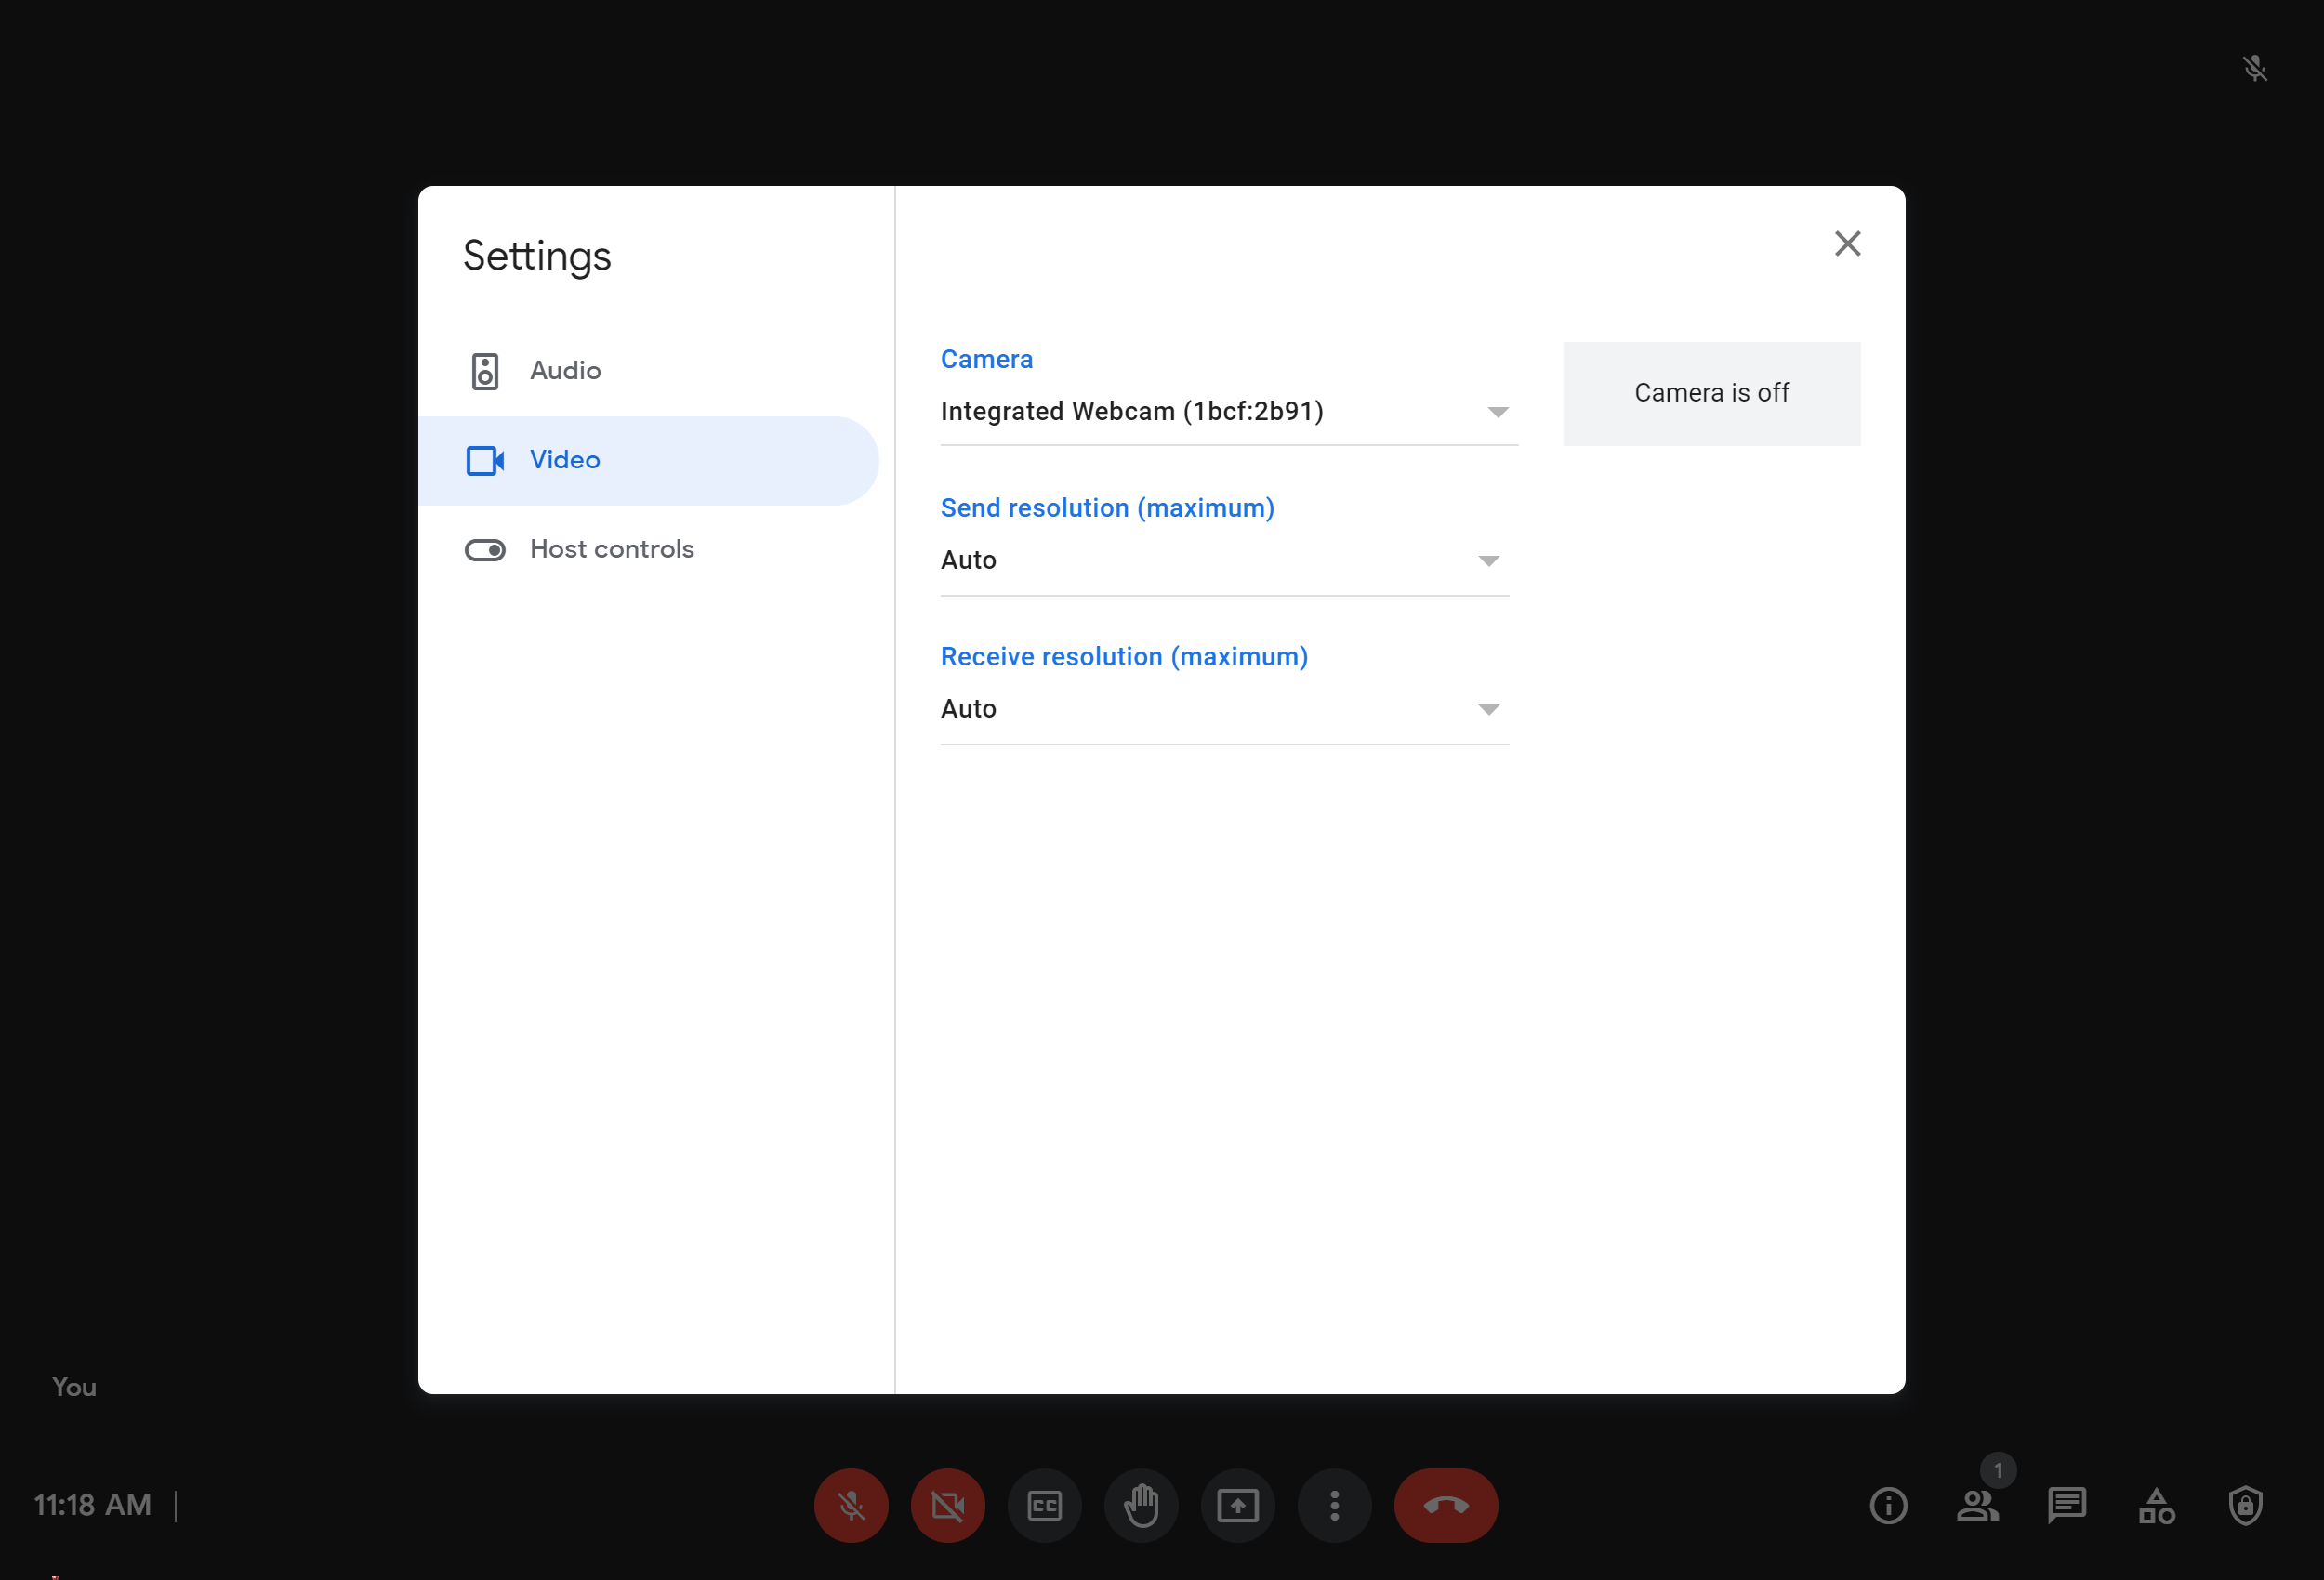 Settings
Audio
Video
Host controls
Camera
Integrated Webcam (1bcf:2b91)
Camera is off
Send resolution (maximum)
Auto
Receive resolution (maximum)
Auto
You
11:18 AM
CC
1